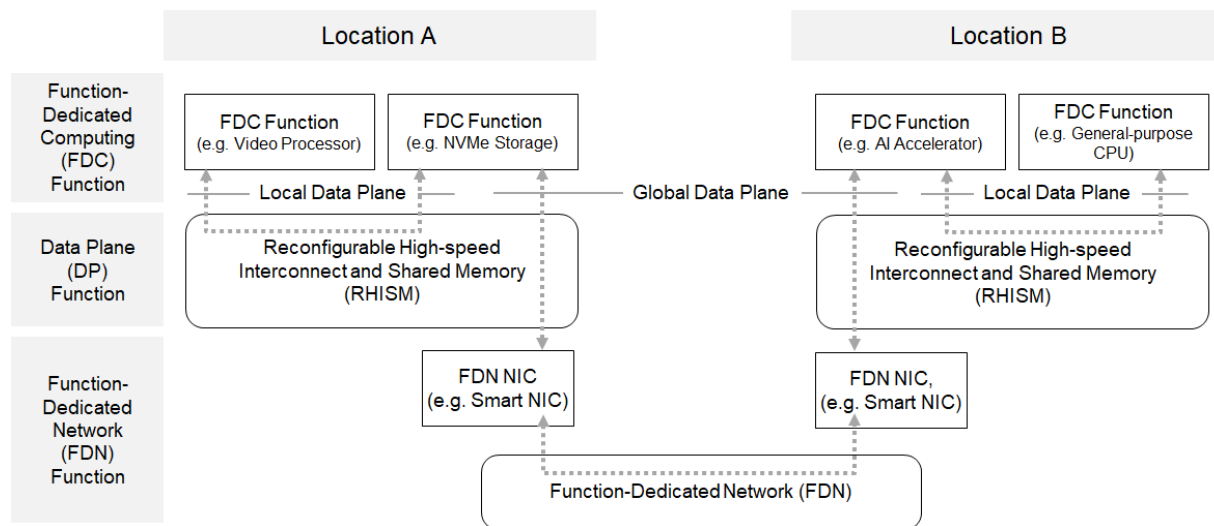 Location A
Location B
Function-
Dedicated
Computing
(FDC)
Function
FDC Function
(e.g. Video Processor)
FDC Function
(e.g. NVMe Storage)
FDC Function
(e.g. AI Accelerator)
FDC Function
(e.g. General-purpose
CPU)
Local Data Plane
Global Data Plane
Local Data Plane
Data Plane
(DP)
Function
Reconfigurable High-speed
Interconnect and Shared Memory
(RHISM)
Reconfigurable High-speed
Interconnect and Shared Memory
(RHISM)
Function-
Dedicated
Network
(FDN)
Function
FDN NIC
(e.g. Smart NIC)
FDN NIC,
(e.g. Smart NIC)
Function-Dedicated Network (FDN)